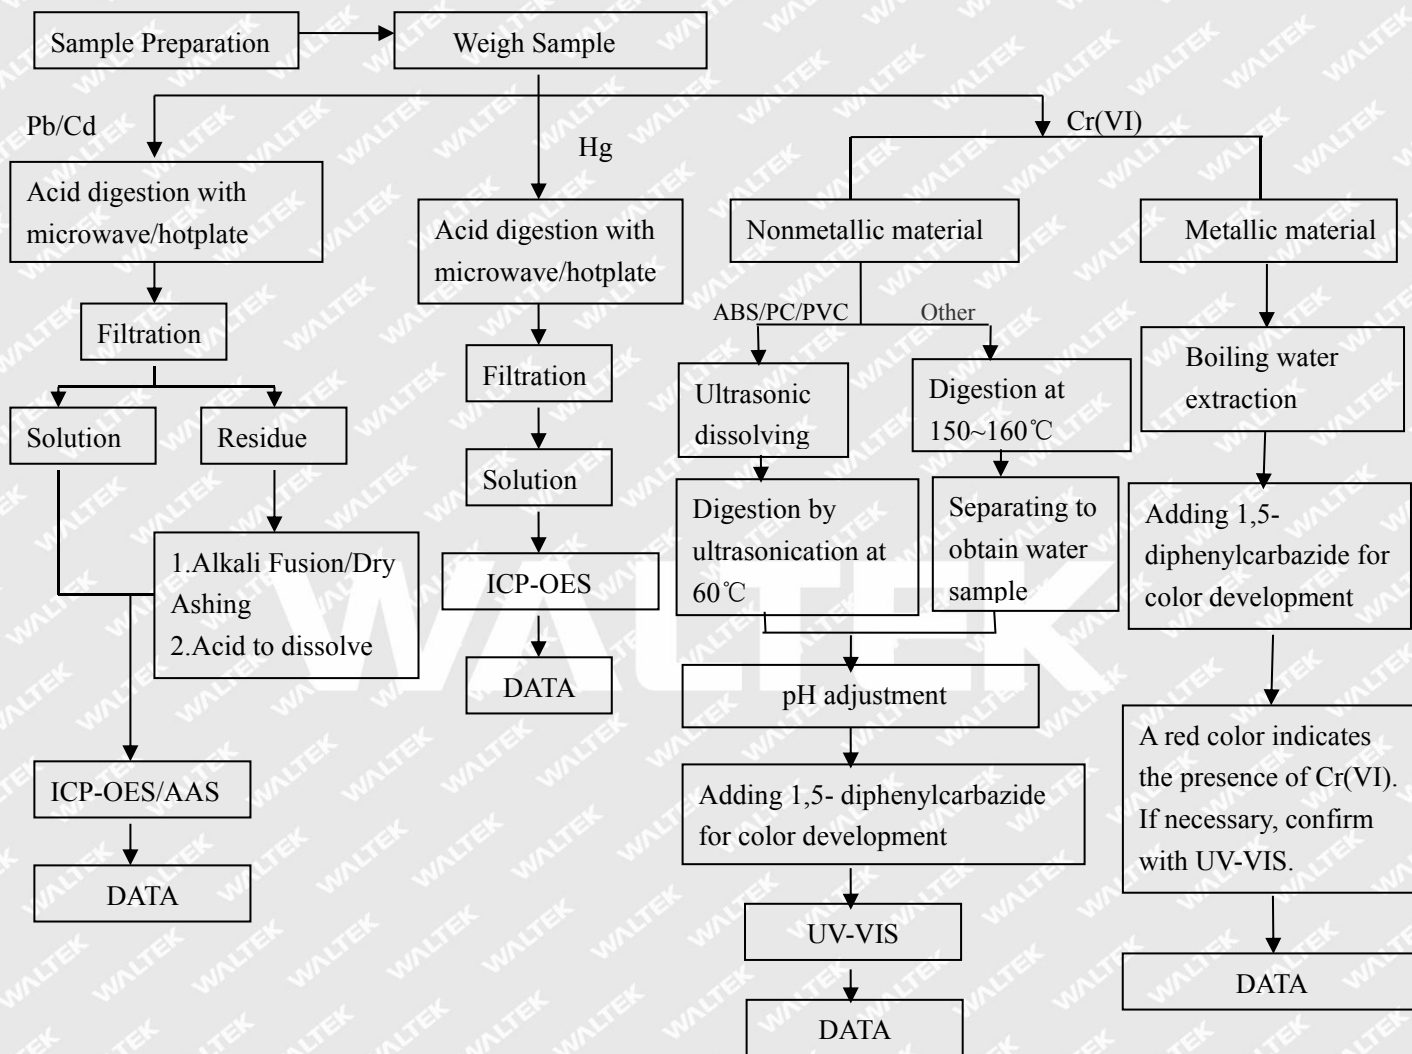 Sample Preparation
Weigh Sample
Pb/Cd
Hg
Cr(VI)
Acid digestion with
microwave/hotplate
Filtration
Solution
Residue
1.Alkali Fusion/Dry
Ashing
2.Acid to dissolve
ICP-OES/AAS
DATA
Acid digestion with
microwave/hotplate
Filtration
Solution
ICP-OES
DATA
Nonmetallic material
ABS/PC/PVC
Other
Ultrasonic
dissolving
Digestion by
ultrasonication at
60℃
Digestion at
150~160℃
Separating to
obtain water
sample
pH adjustment
Adding 1,5- diphenylcarbazide
for color development
UV-VIS
DATA
Metallic material
Boiling water
extraction
Adding 1,5-
diphenylcarbazide for
color development
A red color indicates
the presence of Cr(VI).
If necessary, confirm
with UV-VIS.
DATA
WALTEK